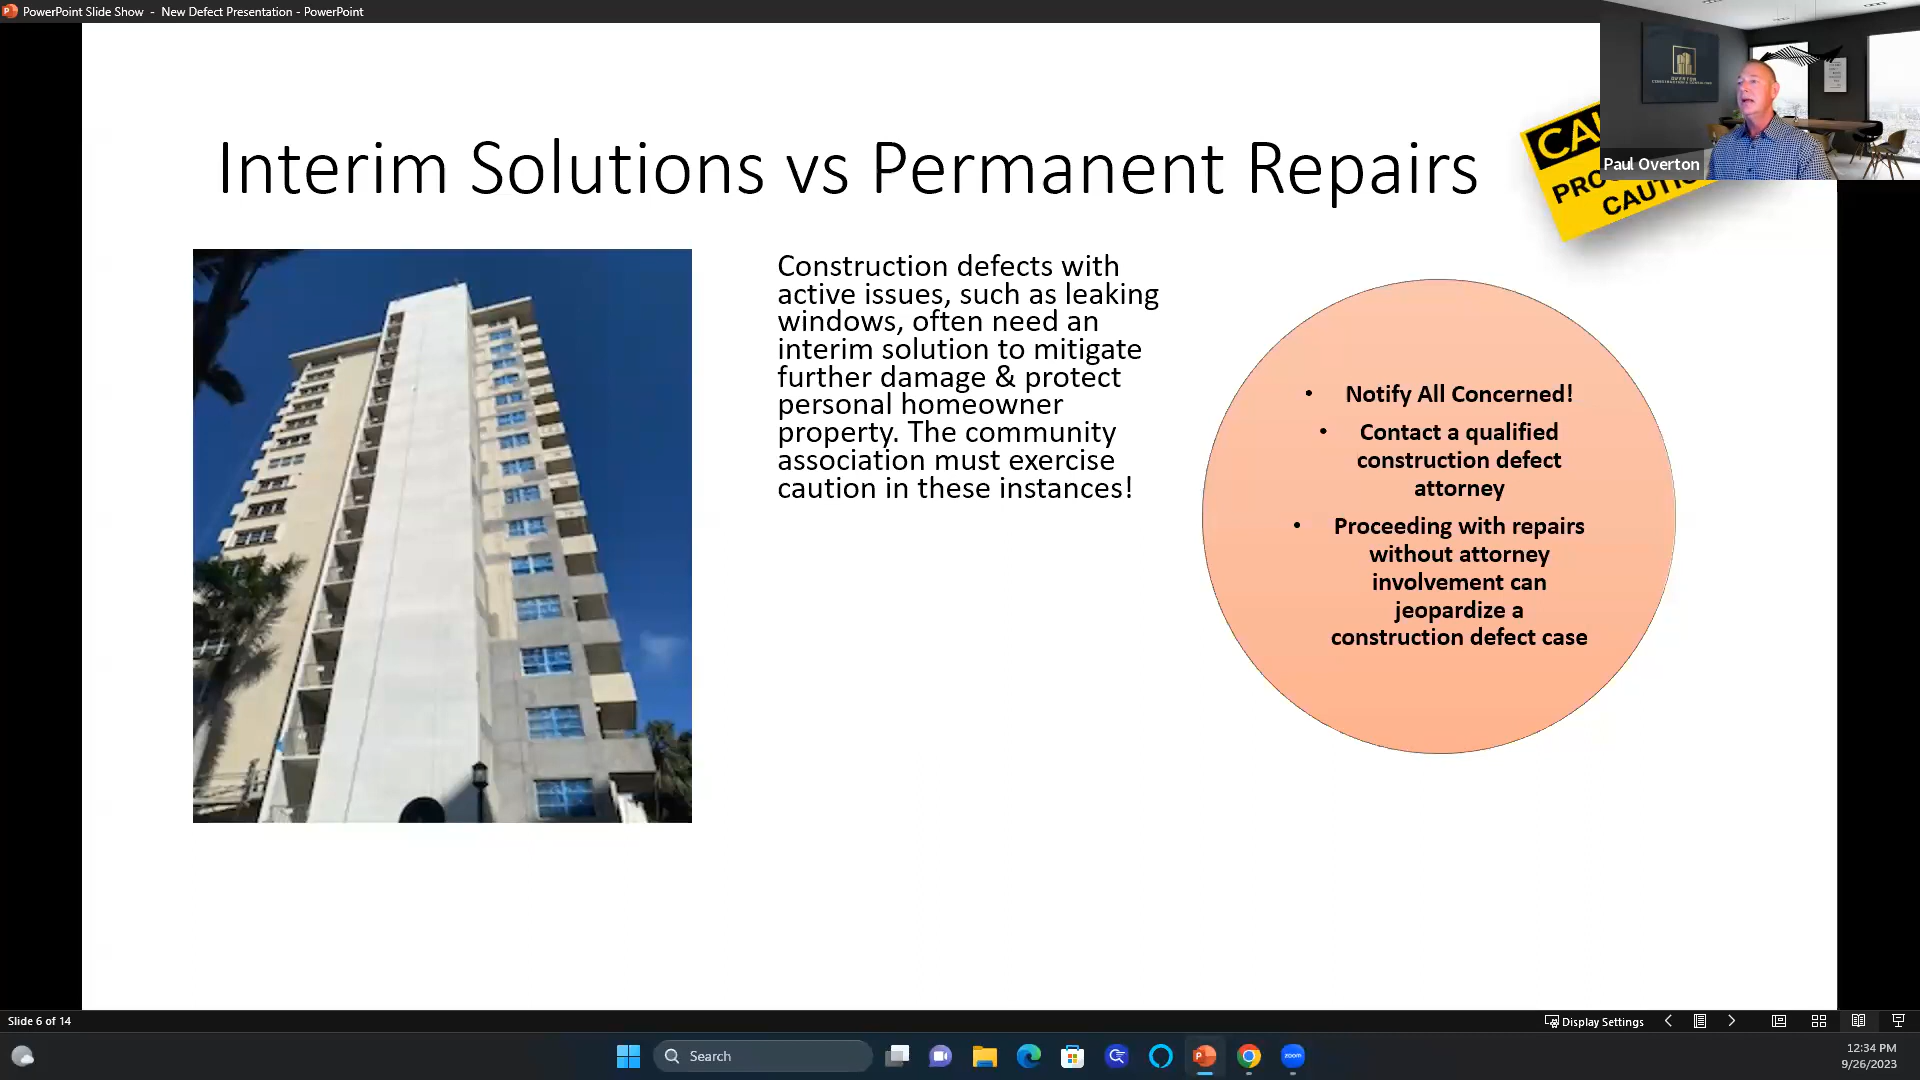 PowerPoint Slide Show - New Defect Presentation - PowerPoint
OVERTON
Paul Overton
Interim Solutions vs Permanent Repairs
Construction defects with
active issues, such as leaking
windows, often need an
interim solution to mitigate
further damage & protect
personal homeowner
property. The community
association must exercise
caution in these instances!
• Notify All Concerned!
• Contact a qualified
construction defect
attorney
• Proceeding with repairs
without attorney
involvement can
jeopardize a
construction defect case
Slide 6 of 14
Display Settings
Search
zoom
12:34 PM
9/26/2023